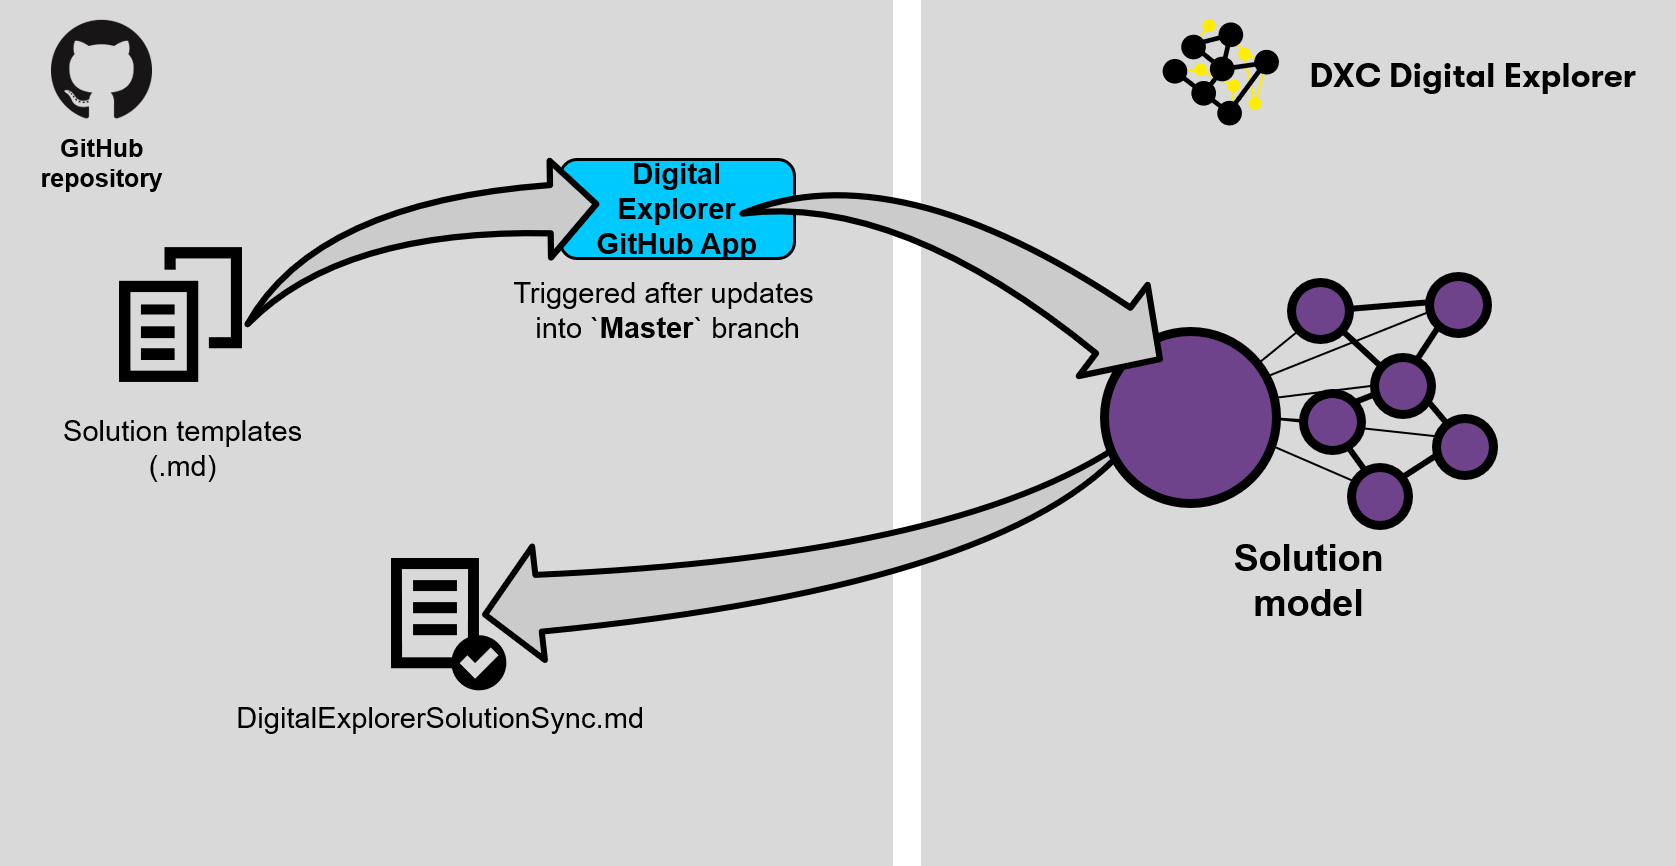 GitHub
repository
DXC Digital Explorer
Digital
Explorer
GitHub App
Triggered after updates
into `Master` branch
Solution templates
(.md)
Solution
model
DigitalExplorerSolutionSync.md